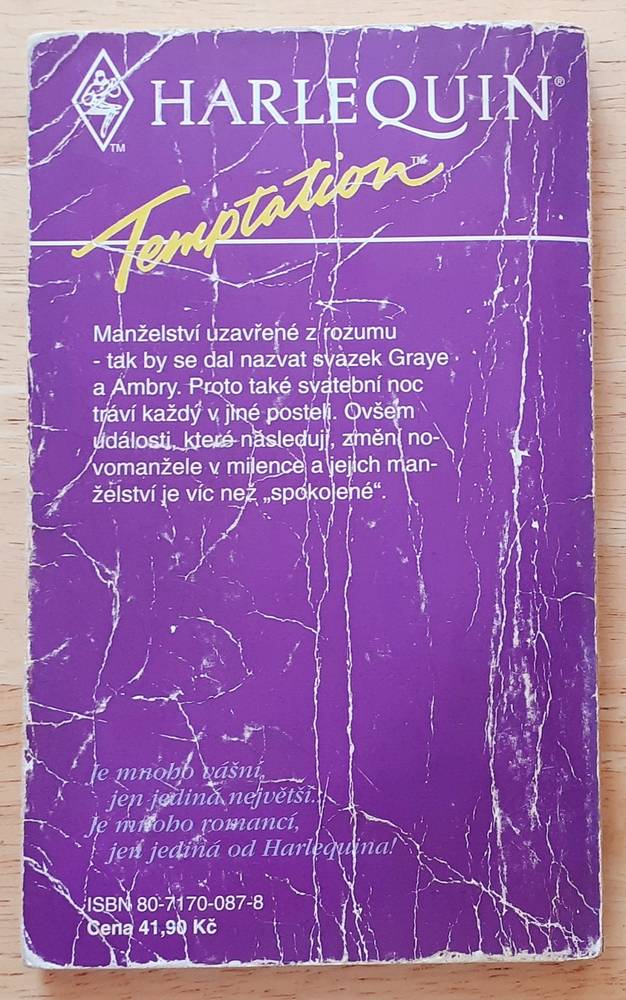 HARLEQUIN®
TM
Temptation™
Manželství uzavřené z rozumu
- tak by se dal nazvat svazek Graye
a Ambry. Proto také svatební noc
tráví každý v jiné posteli. Ovšem
události, které následují, změní no-
vomanžele v milence a jejich man-
želství je víc než „spokojené“.
Je mnoho vášní,
jen jediná největší...
Je mnoho romancí,
jen jediná od Harlequina!
ISBN 80-7170-087-8
Cena 41,90 Kč